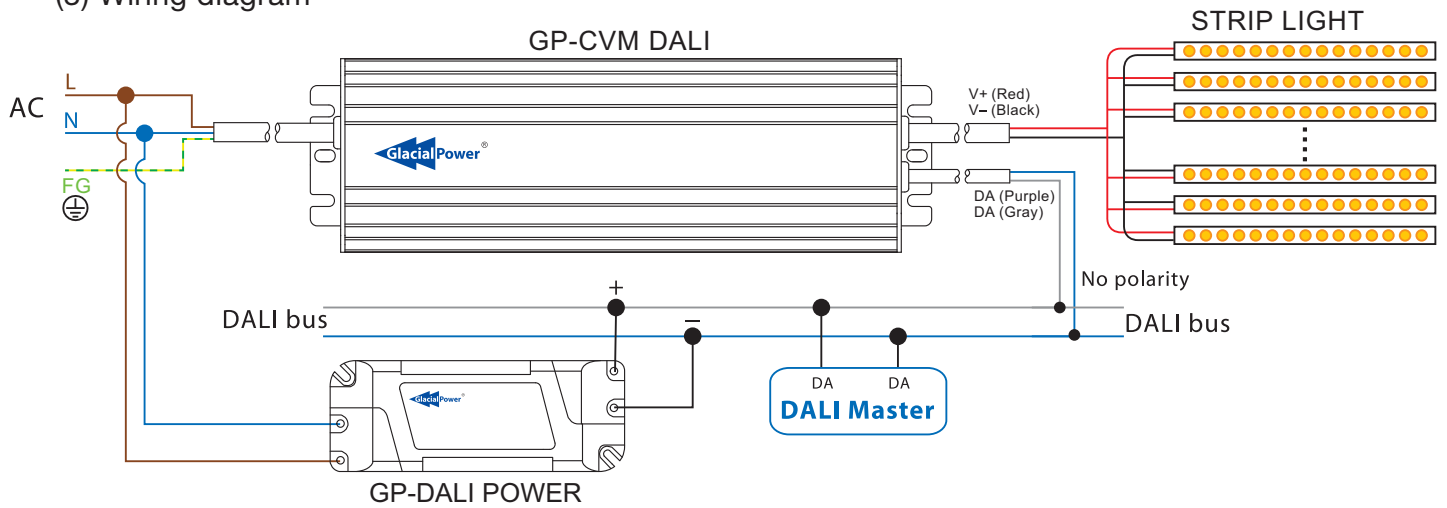 (3) Wiring diagram
STRIP LIGHT
GP-CVM DALI
L
AC
N
FG
V+ (Red)
V– (Black)
GlacialPower®
DA (Purple)
DA (Gray)
No polarity
+
–
DALI bus
DALI bus
DA DA
DALI Master
GlacialPower®
GP-DALI POWER